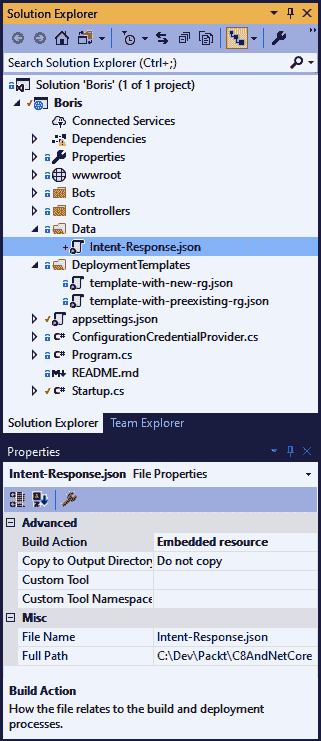 Solution Explorer
Search Solution Explorer (Ctrl+;)
Solution 'Boris' (1 of 1 project)
Boris
Connected Services
Dependencies
Properties
wwwroot
Bots
Controllers
Data
Intent-Response.json
DeploymentTemplates
template-with-new-rg.json
template-with-preexisting-rg.json
appsettings.json
C# ConfigurationCredentialProvider.cs
C# Program.cs
README.md
C# Startup.cs
Solution Explorer Team Explorer
Properties
Intent-Response.json File Properties
Advanced
Build Action Embedded resource
Copy to Output Directory Do not copy
Custom Tool
Custom Tool Namespace
Misc
File Name Intent-Response.json
Full Path C:\Dev\Packt\C8AndNetCore
Build Action
How the file relates to the build and deployment
processes.